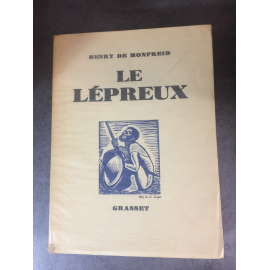 HENRY DE MONFREID
LE
LÉPREUX
GRASSET